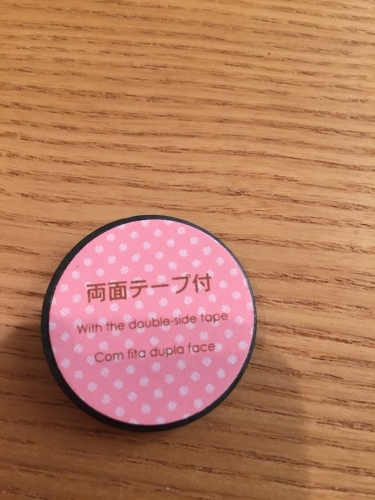 両面テープ付
With the double-side tape
Com fita dupla face